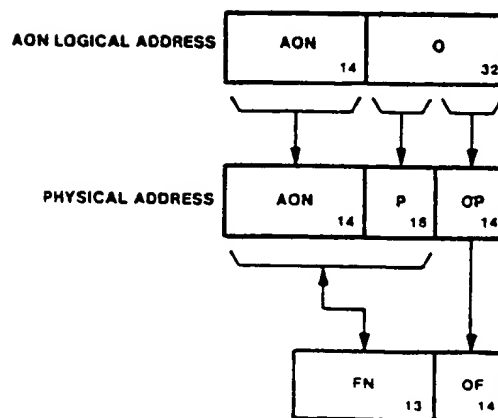 AON LOGICAL ADDRESS
AON 14
O 32
PHYSICAL ADDRESS
AON 14
P 18
OP 14
FN 13
OF 14